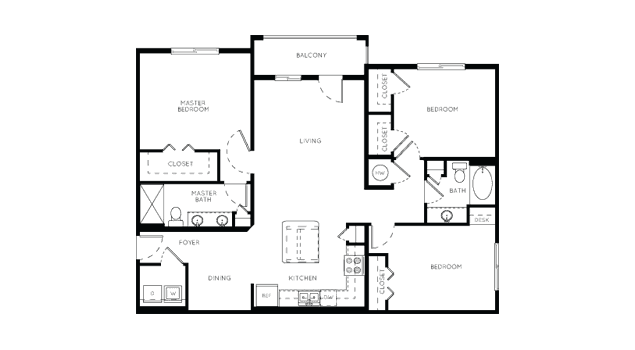 BALCONY
MASTER
BEDROOM
CLOSET
BEDROOM
LIVING
CLOSET
CLOSET
HW
MASTER
BATH
BATH
DESK
FOYER
DINING
KITCHEN
BEDROOM
CLOSET
D
W
REF
DW